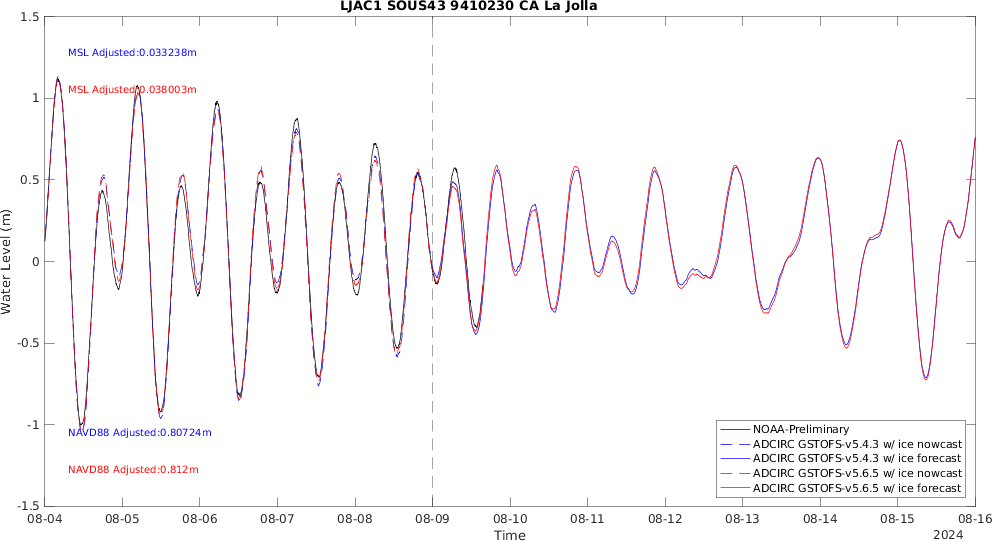 LJAC1 SOUS43 9410230 CA La Jolla
1.5
1
0.5
0
-0.5
-1
-1.5
Water Level (m)
MSL Adjusted:0.033238m
MSL Adjusted:0.038003m
NAVD88 Adjusted:0.80724m
NAVD88 Adjusted:0.812m
NOAA-Preliminary
ADCIRC GSTOFS-v5.4.3 w/ ice nowcast
ADCIRC GSTOFS-v5.4.3 w/ ice forecast
ADCIRC GSTOFS-v5.6.5 w/ ice nowcast
ADCIRC GSTOFS-v5.6.5 w/ ice forecast
08-04 08-05 08-06 08-07 08-08 08-09 08-10 08-11 08-12 08-13 08-14 08-15 08-16
Time
2024